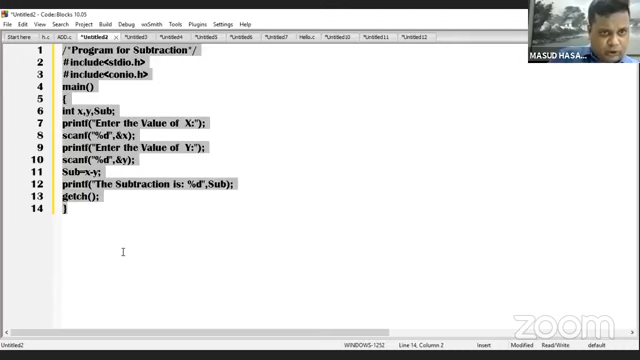 *Untitled2 - Code::Blocks 10.05
File Edit View Search Project Build Debug wxSmith Tools Plugins Settings Help
Start here h.c ADD.c *Untitled2 *Untitled3 *Untitled4 *Untitled5 *Untitled6 *Untitled7 Hello.c *Untitled10 *Untitled11 *Untitled12
1 /*Program for Subtraction*/
2 #include<stdio.h>
3 #include<conio.h>
4 main()
5 {
6 int x,y,Sub;
7 printf("Enter the Value of X:");
8 scanf("%d",&x);
9 printf("Enter the Value of Y:");
10 scanf("%d",&y);
11 Sub=x-y;
12 printf("The Subtraction is: %d",Sub);
13 getch();
14 }
MASUD HASA...
zoom
Untitled2 WINDOWS-1252 Line 14, Column 2 Insert Modified Read/Write default